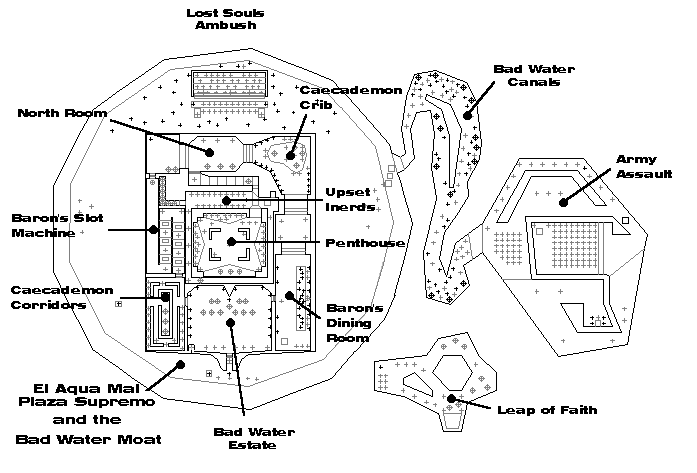 Lost Souls
Ambush
Bad Water
Canals
Caecademon
Crib
North Room
Army
Assault
Upset
Inerds
Baron's Slot
Machine
Penthouse
Caecademon
Corridors
Baron's
Dining
Room
El Aqua Mal
Plaza Supremo
and the
Bad Water Moat
Leap of Faith
Bad Water
Estate